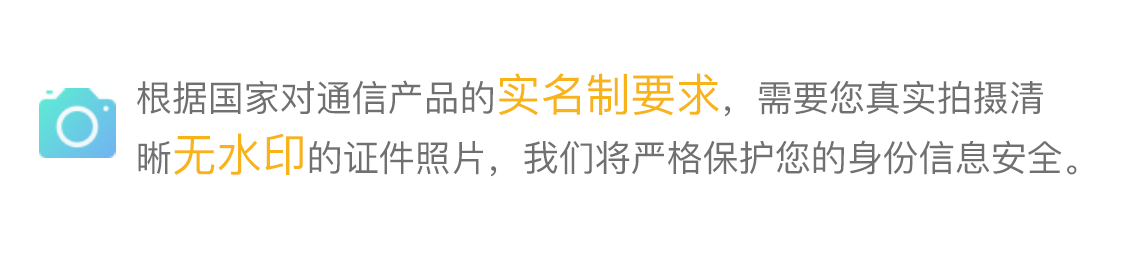 根据国家对通信产品的实名制要求，需要您真实拍摄清
晰无水印的证件照片，我们将严格保护您的身份信息安全。